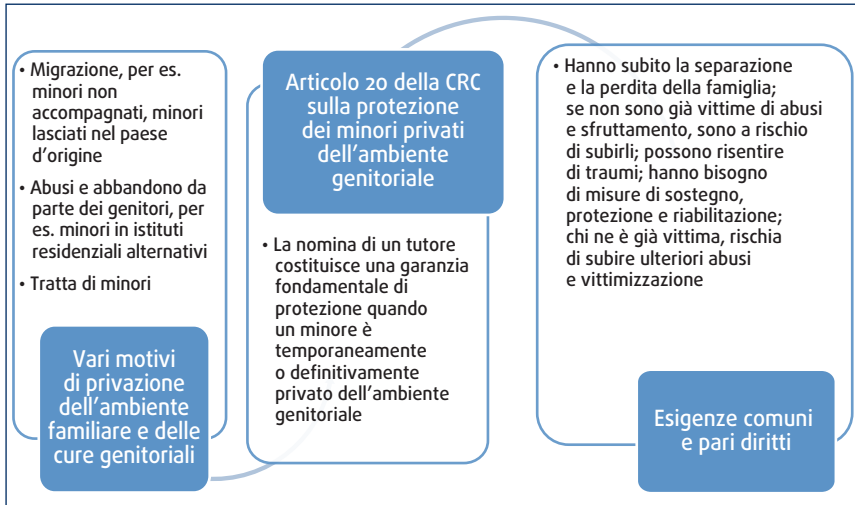 • Migrazione, per es.
minori non
accompagnati, minori
lasciati nel paese
d’origine
• Abusi e abbandono da
parte dei genitori, per
es. minori in istituti
residenziali alternativi
• Tratta di minori
Vari motivi
di privazione
dell’ambiente
familiare e delle
cure genitoriali
Articolo 20 della CRC
sulla protezione
dei minori privati
dell’ambiente
genitoriale
• La nomina di un tutore
costituisce una garanzia
fondamentale di
protezione quando
un minore è
temporaneamente
o definitivamente
privato dell’ambiente
genitoriale
• Hanno subito la separazione
e la perdita della famiglia;
se non sono già vittime di abusi
e sfruttamento, sono a rischio
di subirli; possono risentire
di traumi; hanno bisogno
di misure di sostegno,
protezione e riabilitazione;
chi ne è già vittima, rischia
di subire ulteriori abusi
e vittimizzazione
Esigenze comuni
e pari diritti